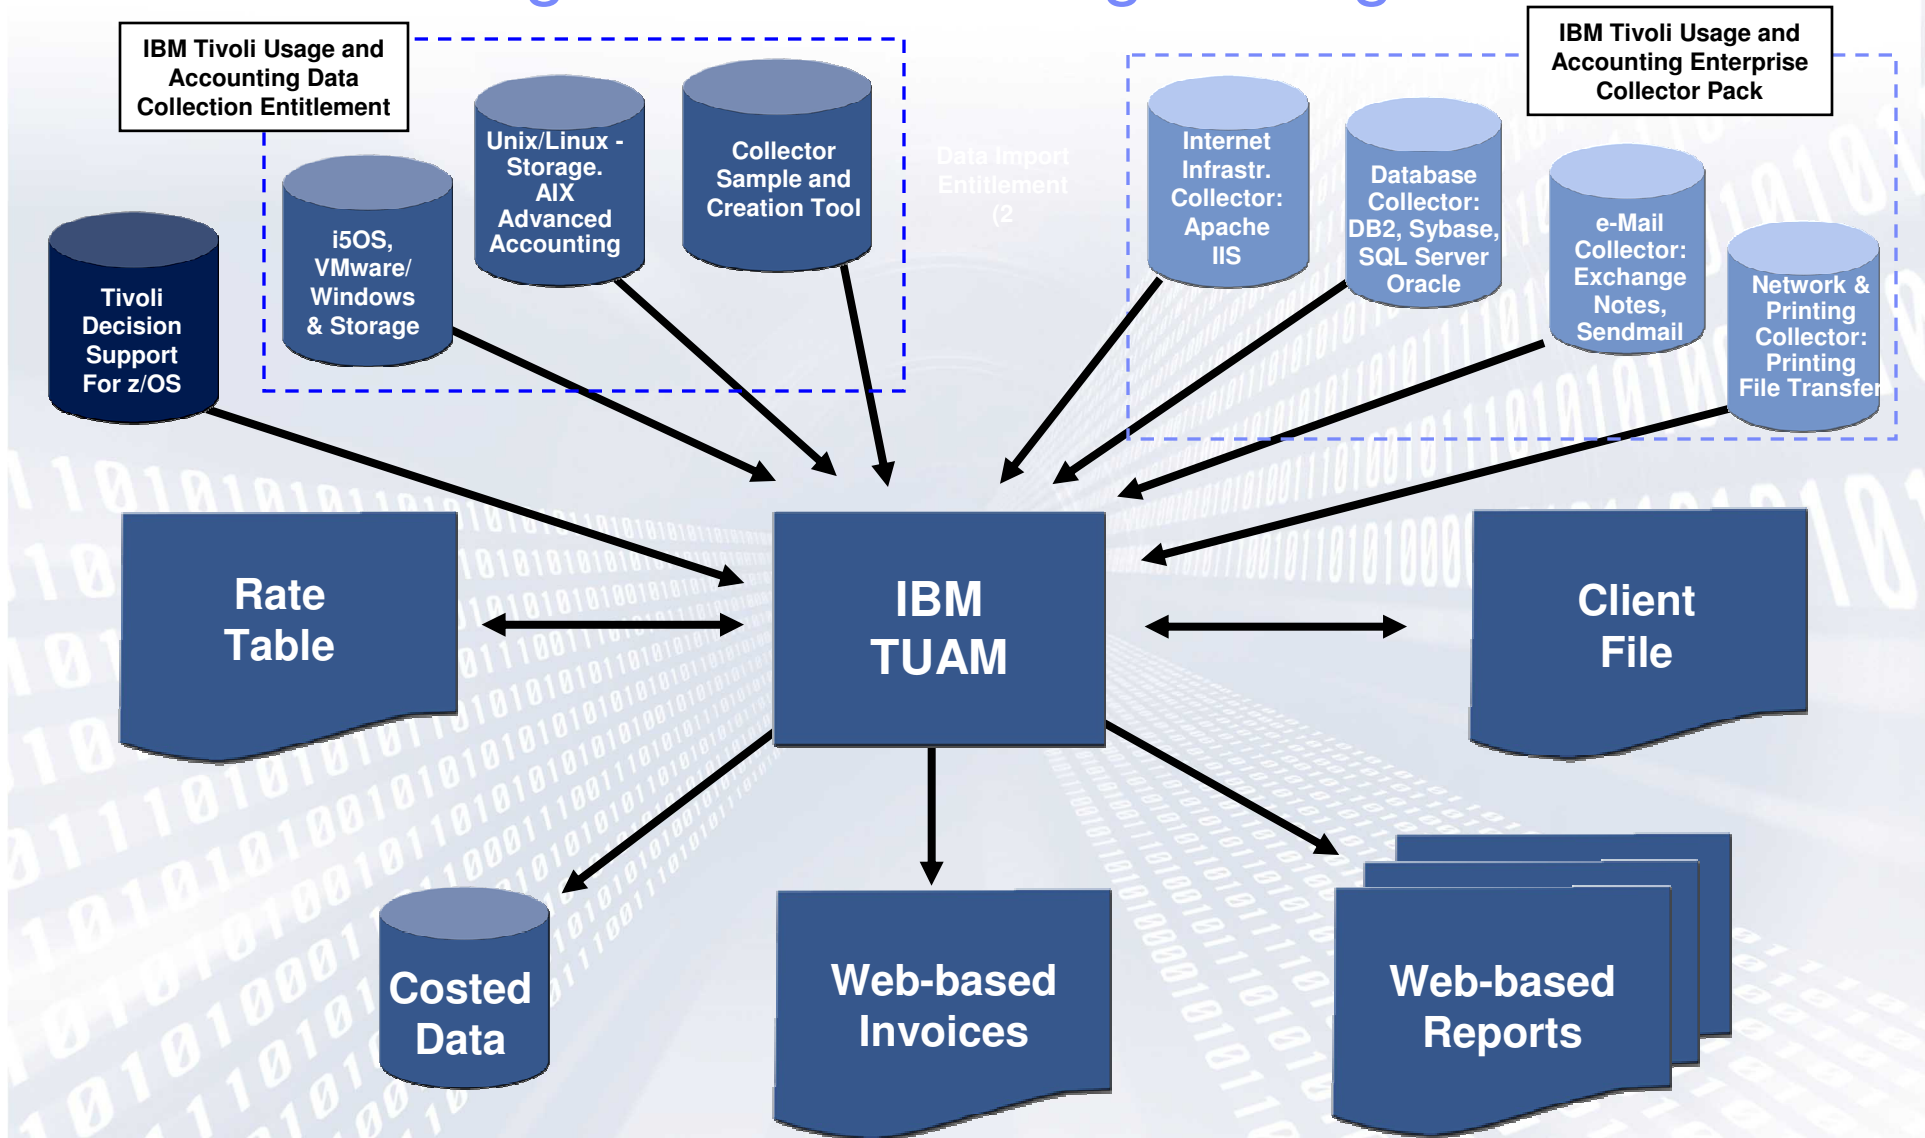 IBM Tivoli Usage and
Accounting Data
Collection Entitlement
IBM Tivoli Usage and
Accounting Enterprise
Collector Pack
Tivoli
Decision
Support
For z/OS
i5OS,
VMware/
Windows
& Storage
Unix/Linux -
Storage.
AIX
Advanced
Accounting
Collector
Sample and
Creation Tool
Data Import
Entitlement
(2
Internet
Infrastr.
Collector:
Apache
IIS
Database
Collector:
DB2, Sybase,
SQL Server
Oracle
e-Mail
Collector:
Exchange
Notes,
Sendmail
Network &
Printing
Collector:
Printing
File Transfer
Rate
Table
IBM
TUAM
Client
File
Costed
Data
Web-based
Invoices
Web-based
Reports